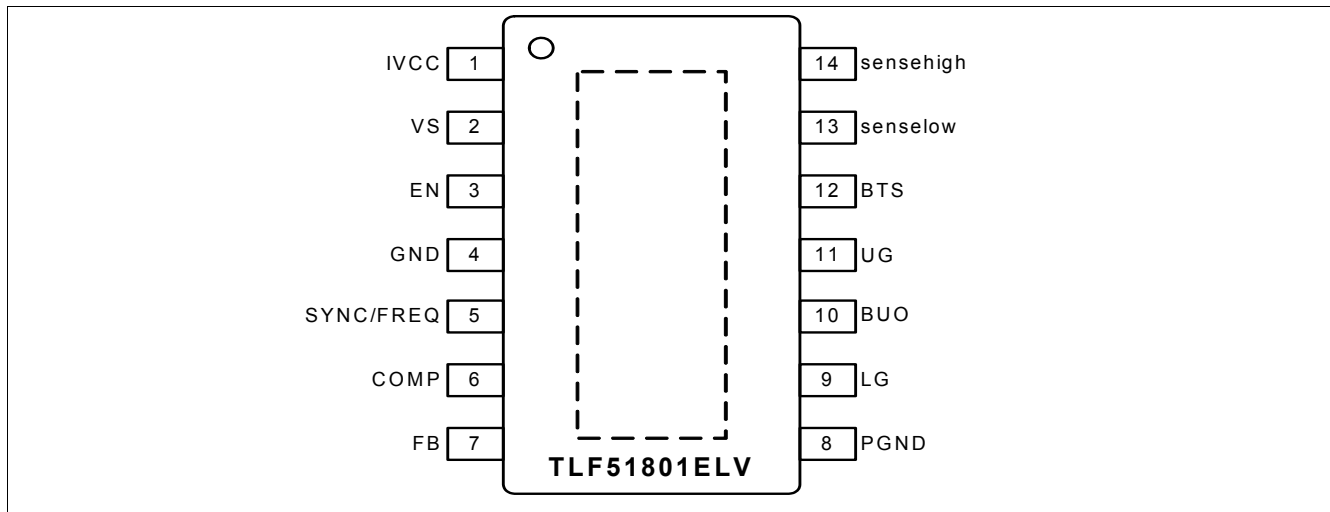 IVCC 1 14 sensehigh
VS 2 13 senselow
EN 3 12 BTS
GND 4 11 UG
SYNC/FREQ 5 10 BUO
COMP 6 9 LG
FB 7 8 PGND
TLF51801ELV